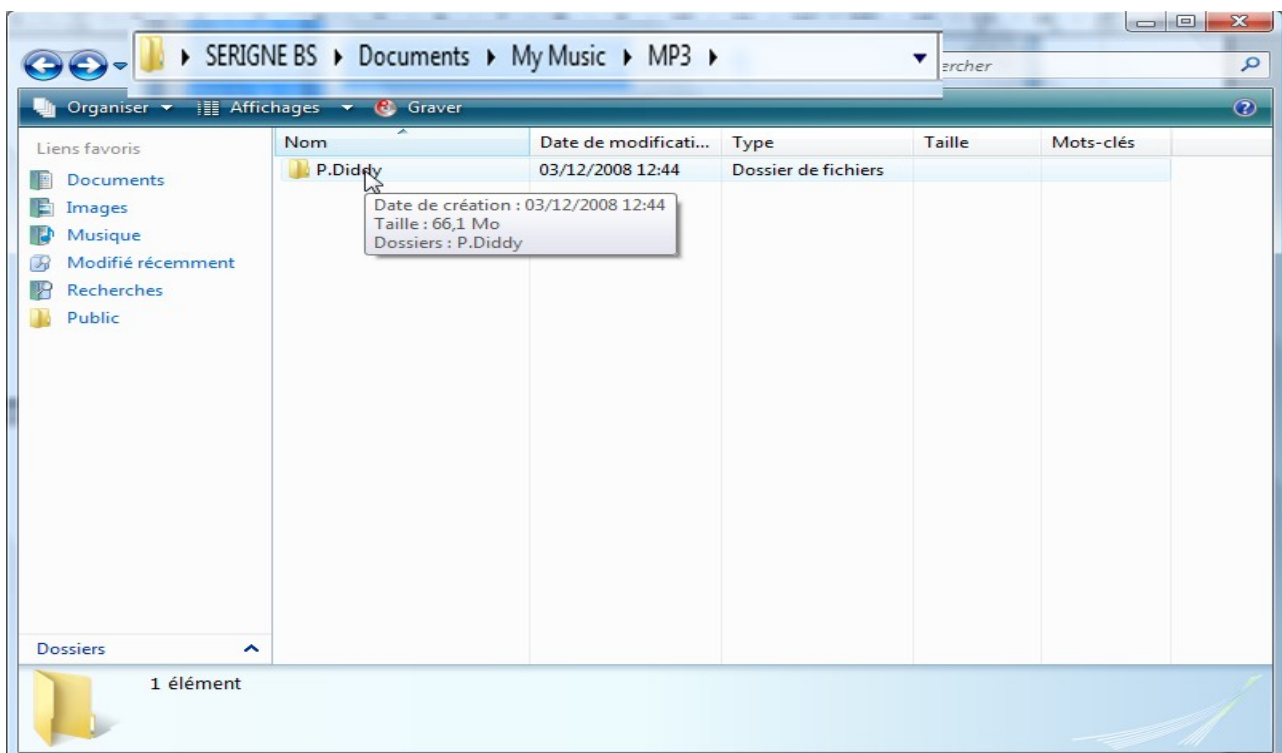 SERIGNE BS Documents My Music MP3
ercher
Organiser Affichages Graver
Liens favoris
Documents
Images
Musique
Modifié récemment
Recherches
Public
Dossiers
Nom Date de modificati... Type Taille Mots-clés
P.Diddy 03/12/2008 12:44 Dossier de fichiers
Date de création : 03/12/2008 12:44
Taille : 66,1 Mo
Dossiers : P.Diddy
1 élément